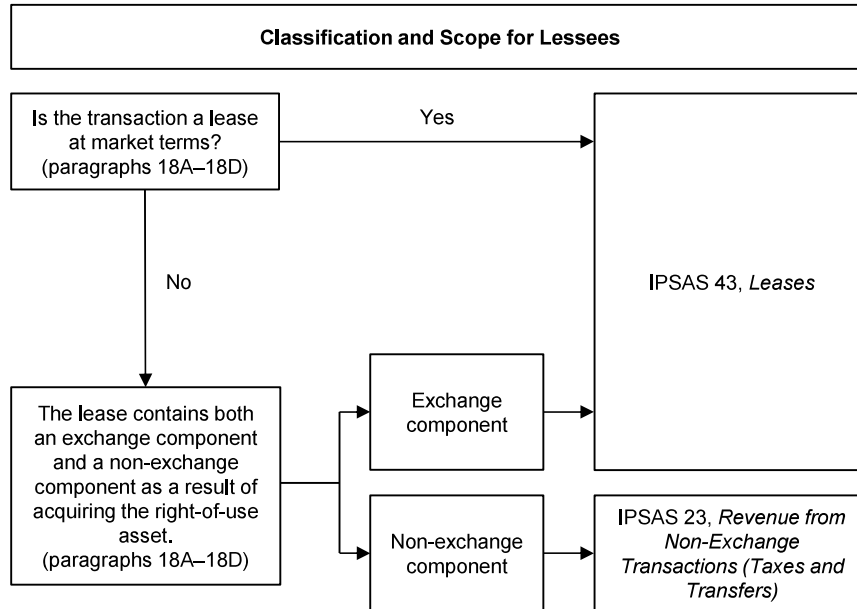 Classification and Scope for Lessees
Is the transaction a lease
at market terms?
(paragraphs 18A–18D)
Yes
IPSAS 43, Leases
No
The lease contains both
an exchange component
and a non-exchange
component as a result of
acquiring the right-of-use
asset.
(paragraphs 18A–18D)
Exchange
component
Non-exchange
component
IPSAS 23, Revenue from
Non-Exchange
Transactions (Taxes and
Transfers)